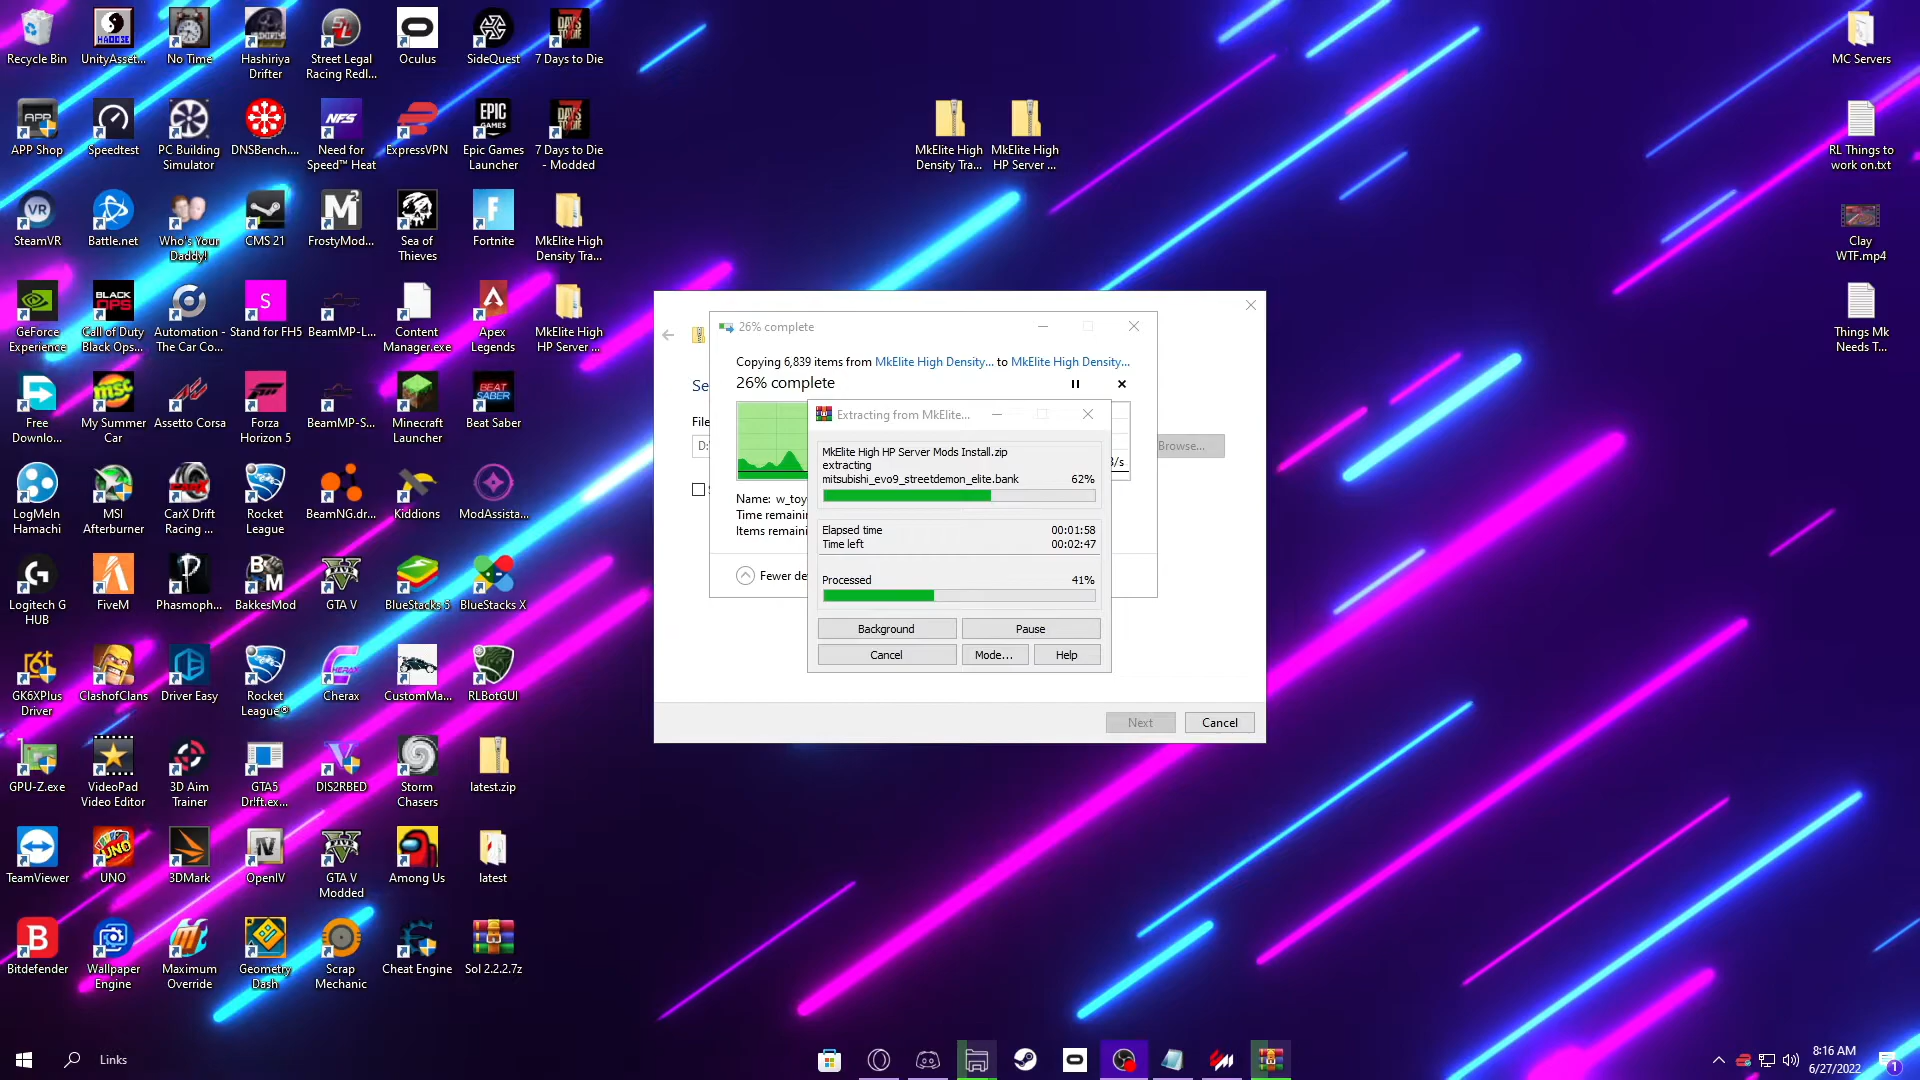 Recycle Bin
UnityAsset...
No Time
Hashiriya
Drifter
Street Legal
Racing Redl...
Oculus
SideQuest
7 Days to Die
APP Shop
Speedtest
PC Building
Simulator
DNSBench....
Need for
Speed™ Heat
ExpressVPN
Epic Games
Launcher
7 Days to Die
- Modded
SteamVR
Battle.net
Who's Your
Daddy!
CMS 21
FrostyMod...
Sea of
Thieves
Fortnite
MkElite High
Density Tra...
GeForce
Experience
Call of Duty
Black Ops...
Automation -
The Car Co...
Stand for FH5
BeamMP-L...
Content
Manager.exe
Apex
Legends
MkElite High
HP Server ...
Free
Downlo...
My Summer
Car
Assetto Corsa
Forza
Horizon 5
BeamMP-S...
Minecraft
Launcher
Beat Saber
LogMeIn
Hamachi
MSI
Afterburner
CarX Drift
Racing ...
Rocket
League
BeamNG.dr...
Kiddions
ModAssista...
Logitech G
HUB
FiveM
Phasmoph...
BakkesMod
GTA V
BlueStacks 5
BlueStacks X
GK6XPlus
Driver
ClashofClans
Driver Easy
Rocket
League®
Cherax
CustomMa...
RLBotGUI
GPU-Z.exe
VideoPad
Video Editor
3D Aim
Trainer
GTA5
Dr!ft.ex...
DIS2RBED
Storm
Chasers
latest.zip
TeamViewer
UNO
3DMark
OpenIV
GTA V
Modded
Among Us
latest
Bitdefender
Wallpaper
Engine
Maximum
Override
Geometry
Dash
Scrap
Mechanic
Cheat Engine
Sol 2.2.2.7z
MkElite High
Density Tra...
MkElite High
HP Server ...
MC Servers
RL Things to
work on.txt
Clay
WTF.mp4
Things Mk
Needs T...
26% complete
Copying 6,839 items from MkElite High Density... to MkElite High Density...
26% complete
Se
File
D:
Browse...
Name: w_toy
Time remainin
Items remaini
Fewer de
Extracting from MkElite...
MkElite High HP Server Mods Install.zip
extracting
mitsubishi_evo9_streetdemon_elite.bank 62%
Elapsed time 00:01:58
Time left 00:02:47
Processed 41%
Background
Pause
Cancel
Mode...
Help
Next
Cancel
Links
8:16 AM
6/27/2022
1